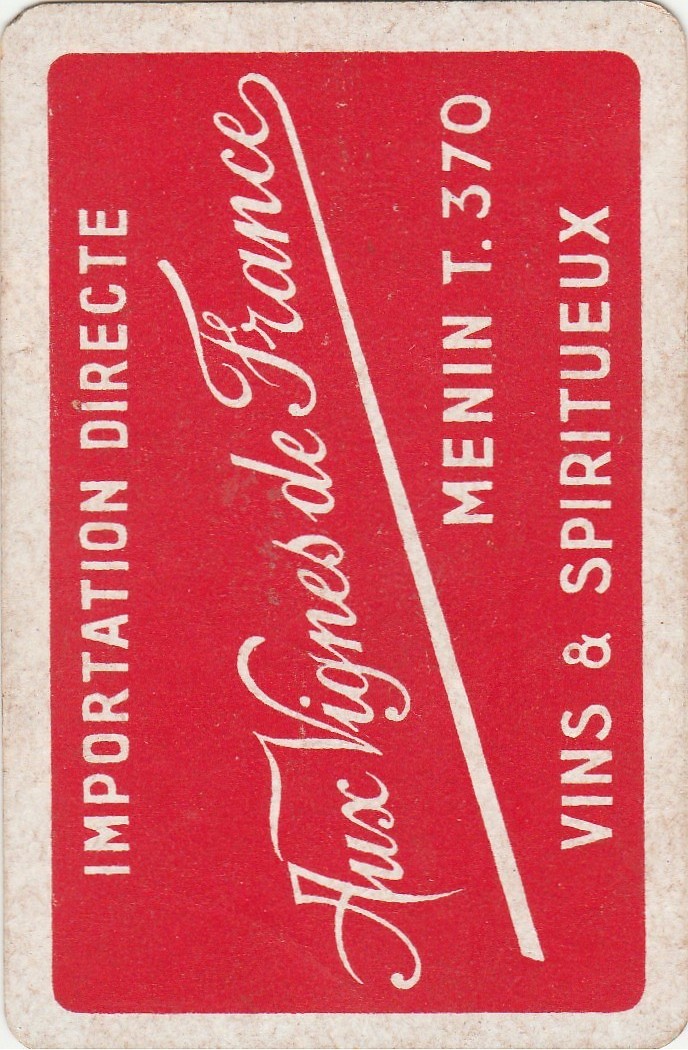 IMPORTATION DIRECTE
Aux Vignes de France
MENIN T. 370
VINS & SPIRITUEUX